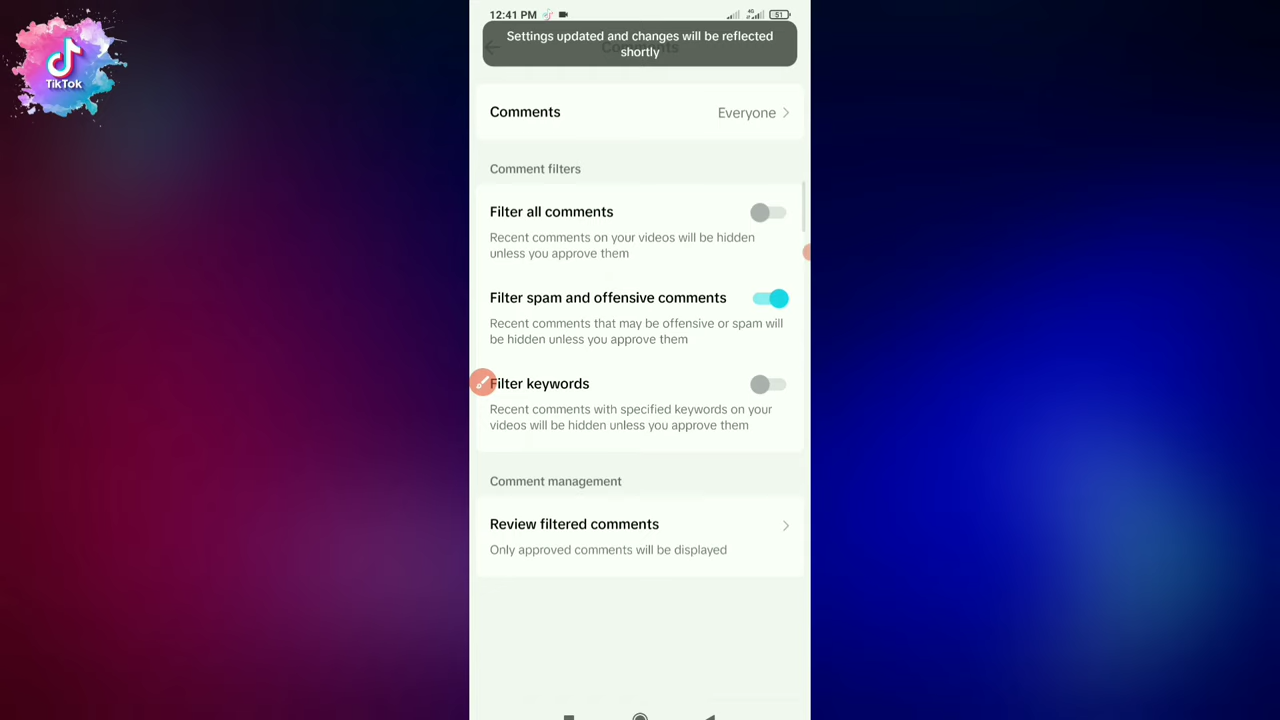 TikTok
12:41 PM
4G
51
Settings updated and changes will be reflected
shortly
Comments
Comments
Everyone
Comment filters
Filter all comments
Recent comments on your videos will be hidden
unless you approve them
Filter spam and offensive comments
Recent comments that may be offensive or spam will
be hidden unless you approve them
Filter keywords
Recent comments with specified keywords on your
videos will be hidden unless you approve them
Comment management
Review filtered comments
Only approved comments will be displayed